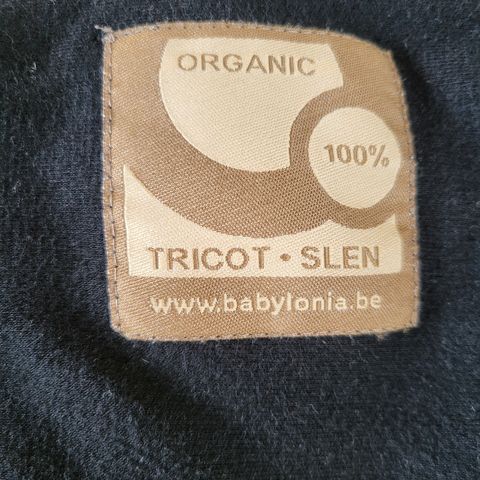 ORGANIC
100%
TRICOT • SLEN
www.babylonia.be